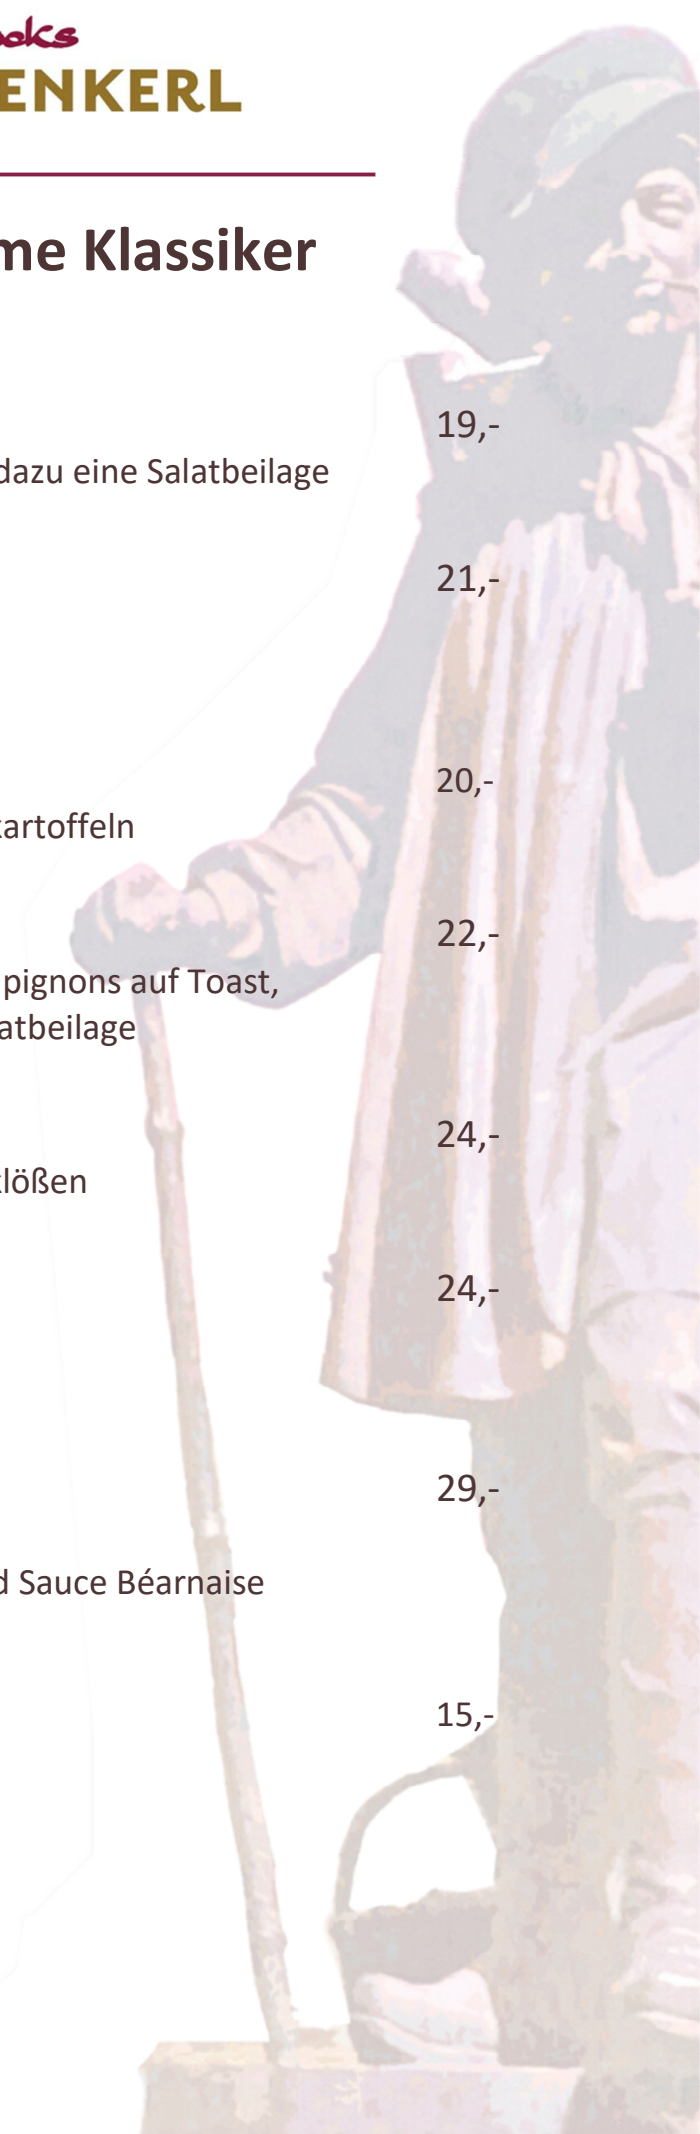 ooks
ENKERL
me Klassiker
19,-
dazu eine Salatbeilage
21,-
20,-
kartoffeln
22,-
pignons auf Toast,
atbeilage
24,-
klößen
24,-
29,-
d Sauce Béarnaise
15,-